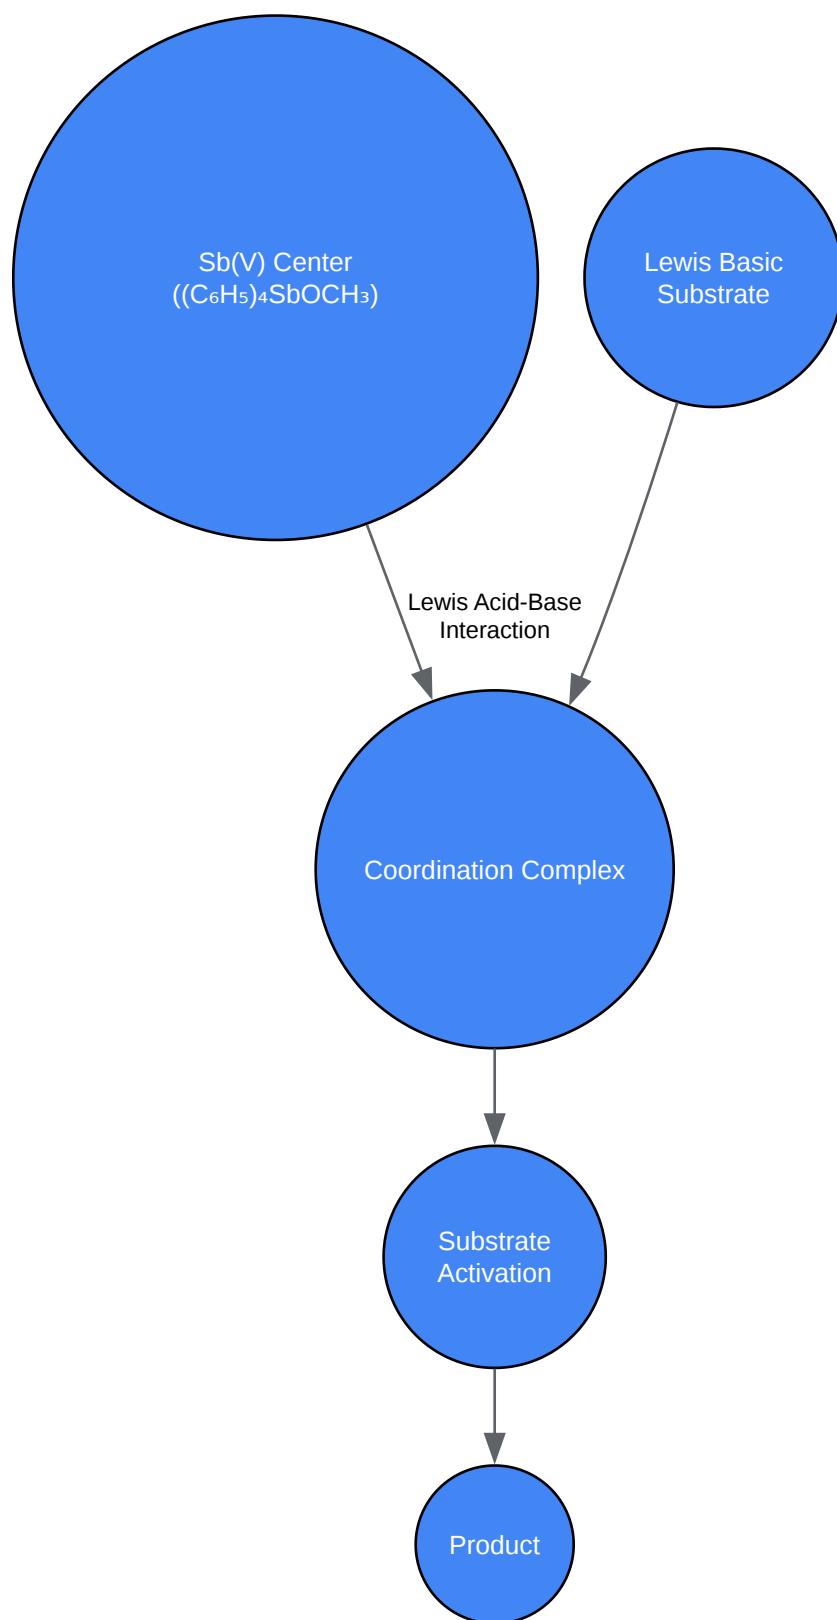 Sb(V) Center
((C₆H₅)₄SbOCH₃)
Lewis Basic
Substrate
Lewis Acid-Base
Interaction
Coordination Complex
Substrate
Activation
Product